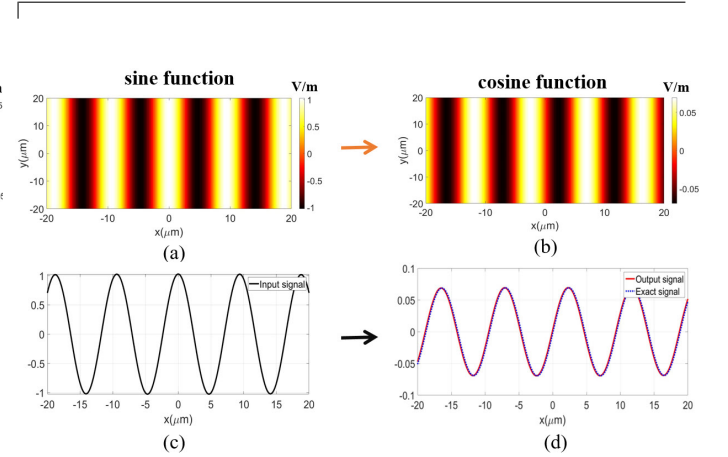 sine function
V/m
20
10
0
-10
-20
y(μm)
-20 -10 0 10 20
x(μm)
1
0.5
0
-0.5
-1
(a)
cosine function
V/m
20
10
0
-10
-20
y(μm)
-20 -10 0 10 20
x(μm)
0.05
0
-0.05
(b)
1
0.5
0
-0.5
-1
Input signal
-20 -15 -10 -5 0 5 10 15 20
x(μm)
(c)
0.1
0.05
0
-0.05
-0.1
Output signal
Exact signal
-20 -15 -10 -5 0 5 10 15 20
x(μm)
(d)